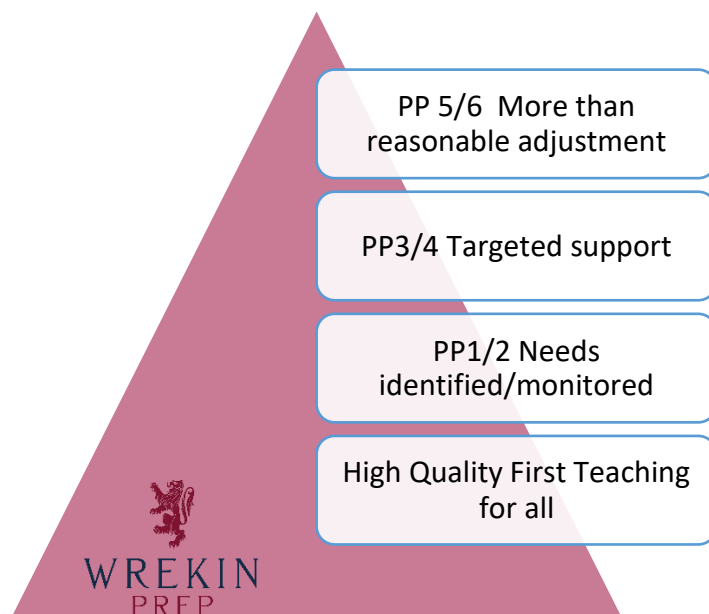 PP 5/6  More than
reasonable adjustment
PP3/4 Targeted support
PP1/2 Needs
identified/monitored
High Quality First Teaching
for all
WREKIN
PREP